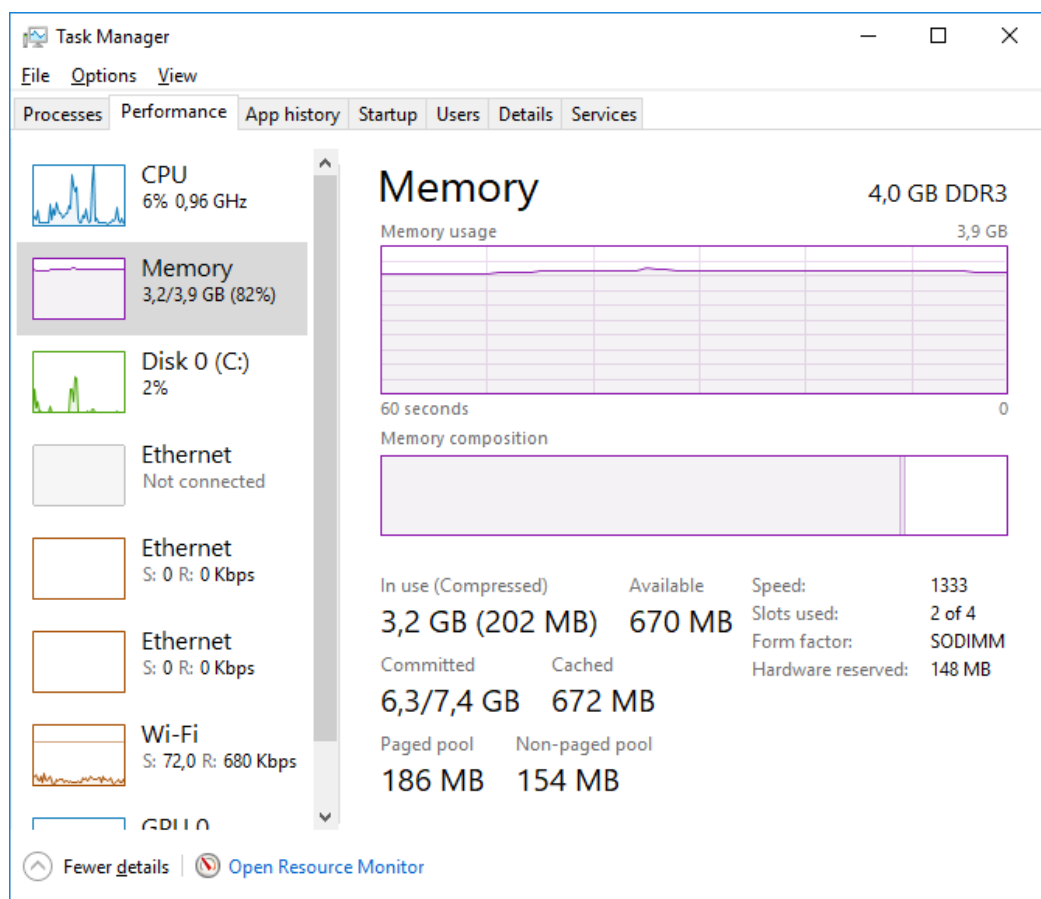 Task Manager
File Options View
Processes Performance App history Startup Users Details Services
CPU
6% 0,96 GHz
Memory
3,2/3,9 GB (82%)
Disk 0 (C:)
2%
Ethernet
Not connected
Ethernet
S: 0 R: 0 Kbps
Ethernet
S: 0 R: 0 Kbps
Wi-Fi
S: 72,0 R: 680 Kbps
GPU 0
Memory 4,0 GB DDR3
Memory usage 3,9 GB
60 seconds 0
Memory composition
In use (Compressed) Available
3,2 GB (202 MB) 670 MB
Committed Cached
6,3/7,4 GB 672 MB
Paged pool Non-paged pool
186 MB 154 MB
Speed: 1333
Slots used: 2 of 4
Form factor: SODIMM
Hardware reserved: 148 MB
Fewer details Open Resource Monitor